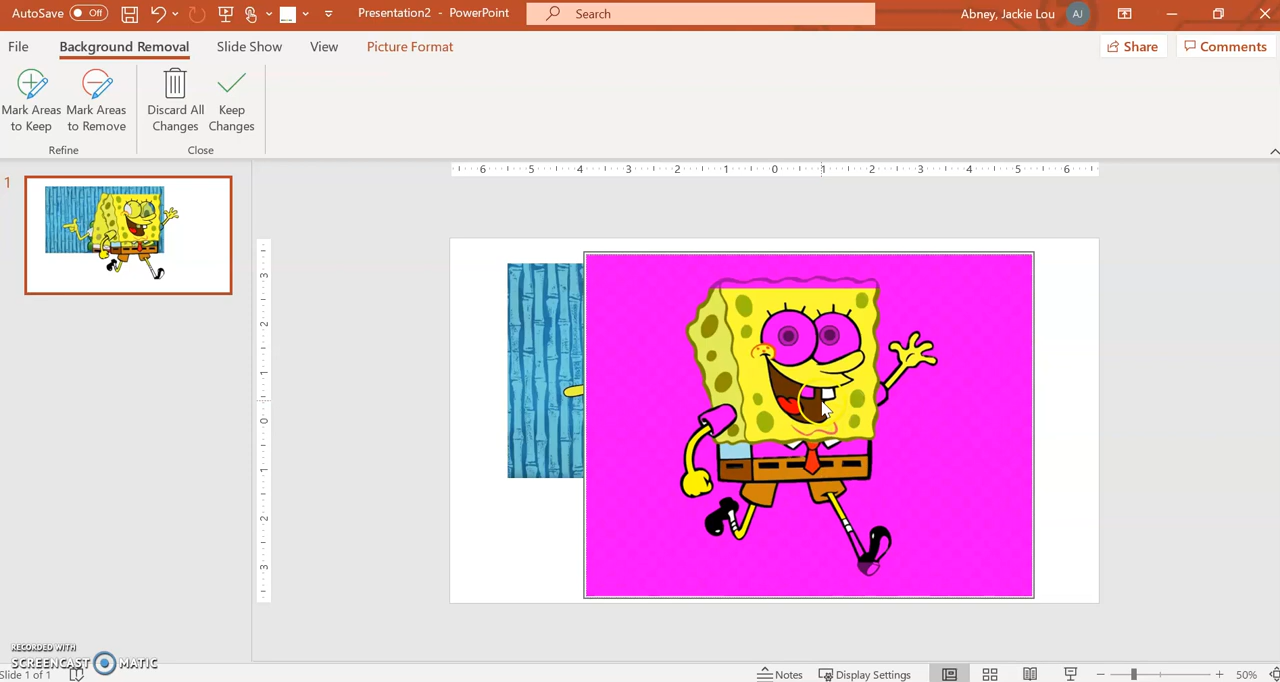 AutoSave Off
Presentation2 - PowerPoint
Search
Abney, Jackie Lou AJ
File Background Removal Slide Show View Picture Format Share Comments
Mark Areas to Keep
Mark Areas to Remove
Discard All Changes
Keep Changes
Refine
Close
6 5 4 3 2 1 0 1 2 3 4 5 6
1
3
2
1
0
1
2
3
RECORDED WITH
SCREENCAST MATIC
Slide 1 of 1
Notes
Display Settings
50%